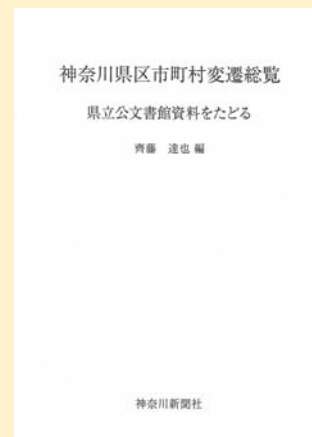 神奈川県区市町村変遷総覧
県立公文書館資料をたどる
齊藤 達也 編
神奈川新聞社